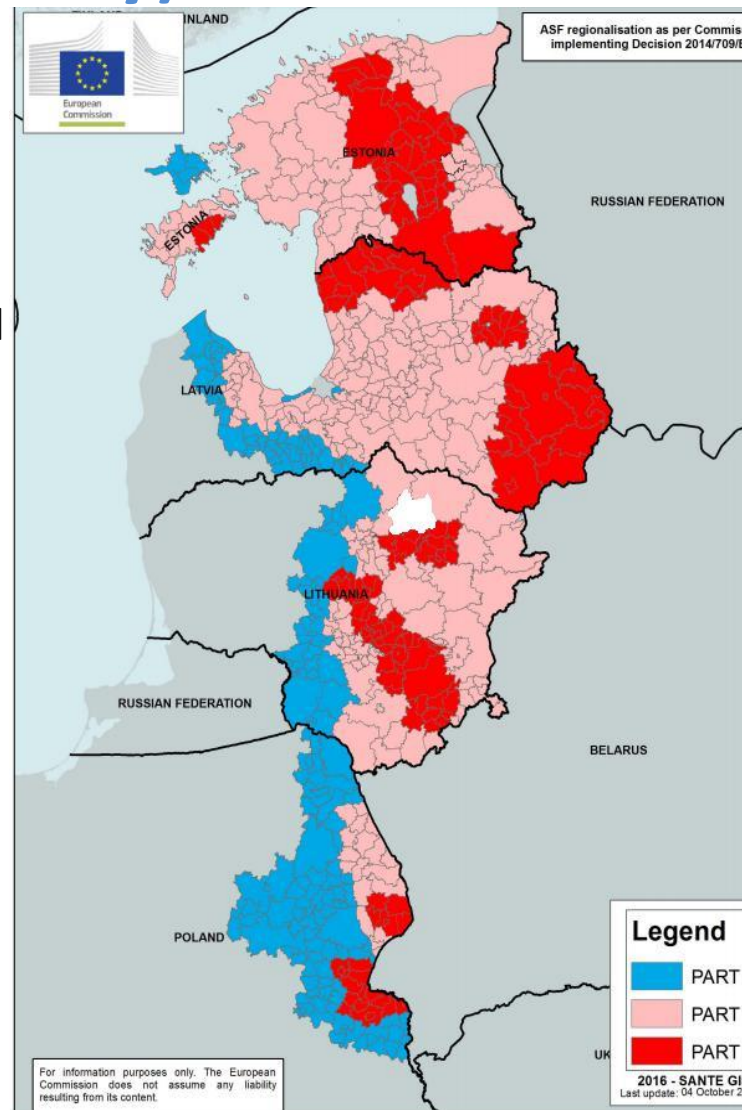 INLAND
ASF regionalisation as per Commis
implementing Decision 2014/709/E
European
Commission
ESTONIA
RUSSIAN FEDERATION
ESTONIA
LATVIA
LITHUANIA
RUSSIAN FEDERATION
BELARUS
POLAND
Legend
PART
PART
PART
UK
2016 - SANTE GI
Last update: 04 October 2
For information purposes only. The European
Commission does not assume any liability
resulting from its content.